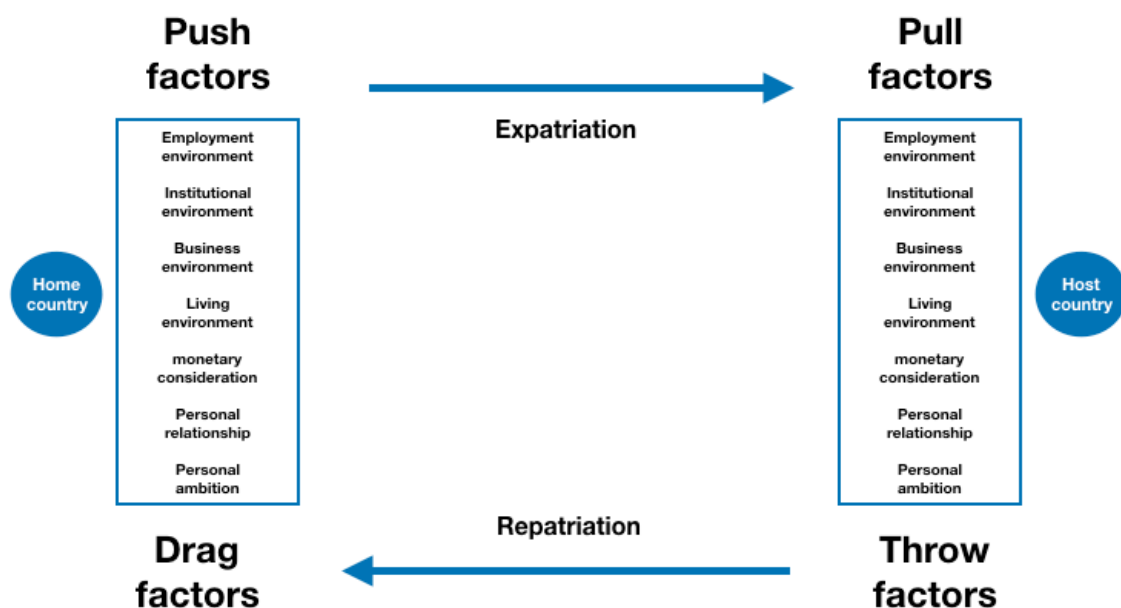 Push
factors
Pull
factors
Expatriation
Employment
environment
Institutional
environment
Business
environment
Living
environment
monetary
consideration
Personal
relationship
Personal
ambition
Home
country
Employment
environment
Institutional
environment
Business
environment
Living
environment
monetary
consideration
Personal
relationship
Personal
ambition
Host
country
Repatriation
Drag
factors
Throw
factors